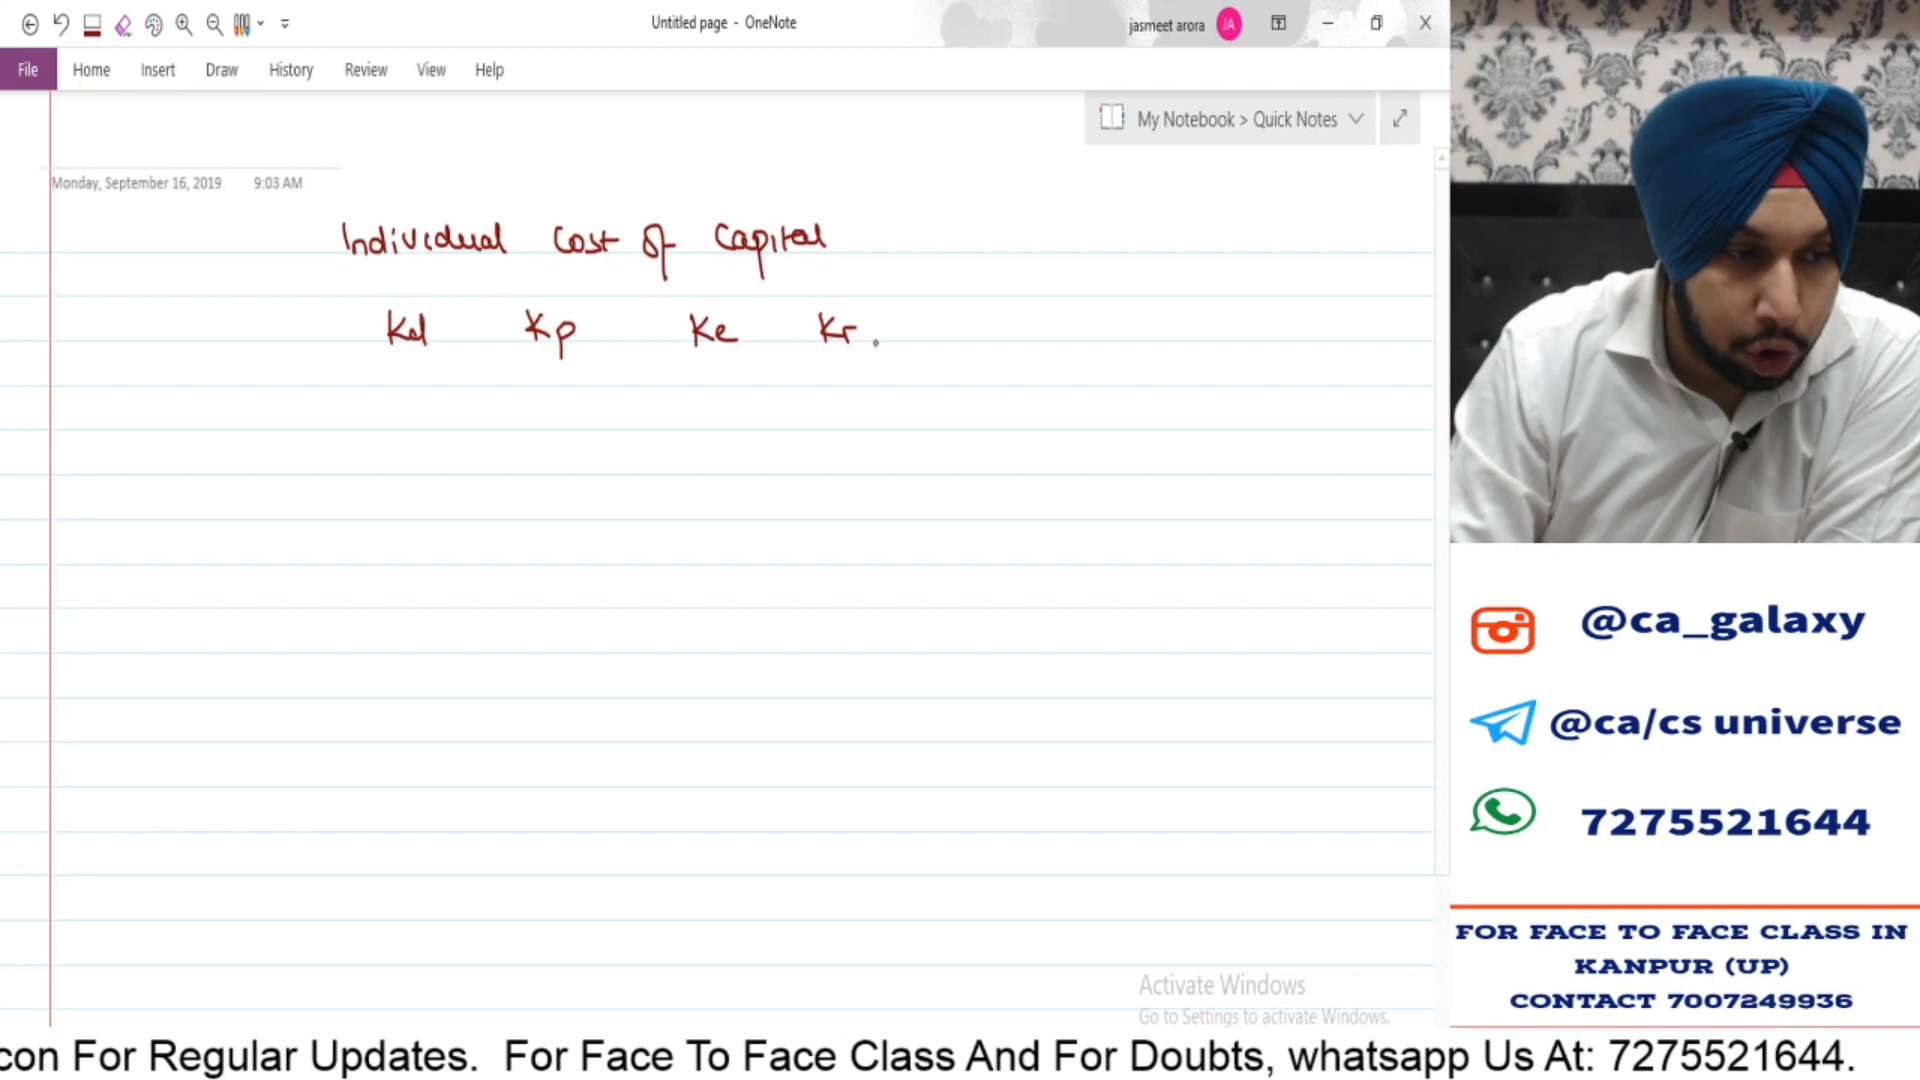 Untitled page - OneNote
jasmeet arora JA
File Home Insert Draw History Review View Help
My Notebook > Quick Notes
Monday, September 16, 2019 9:03 AM
Individual Cost of Capital
Kd Kp Ke Kr
@ca_galaxy
@ca/cs universe
7275521644
FOR FACE TO FACE CLASS IN
KANPUR (UP)
CONTACT 7007249936
Activate Windows
Go to Settings to activate Windows.
con For Regular Updates. For Face To Face Class And For Doubts, whatsapp Us At: 7275521644.